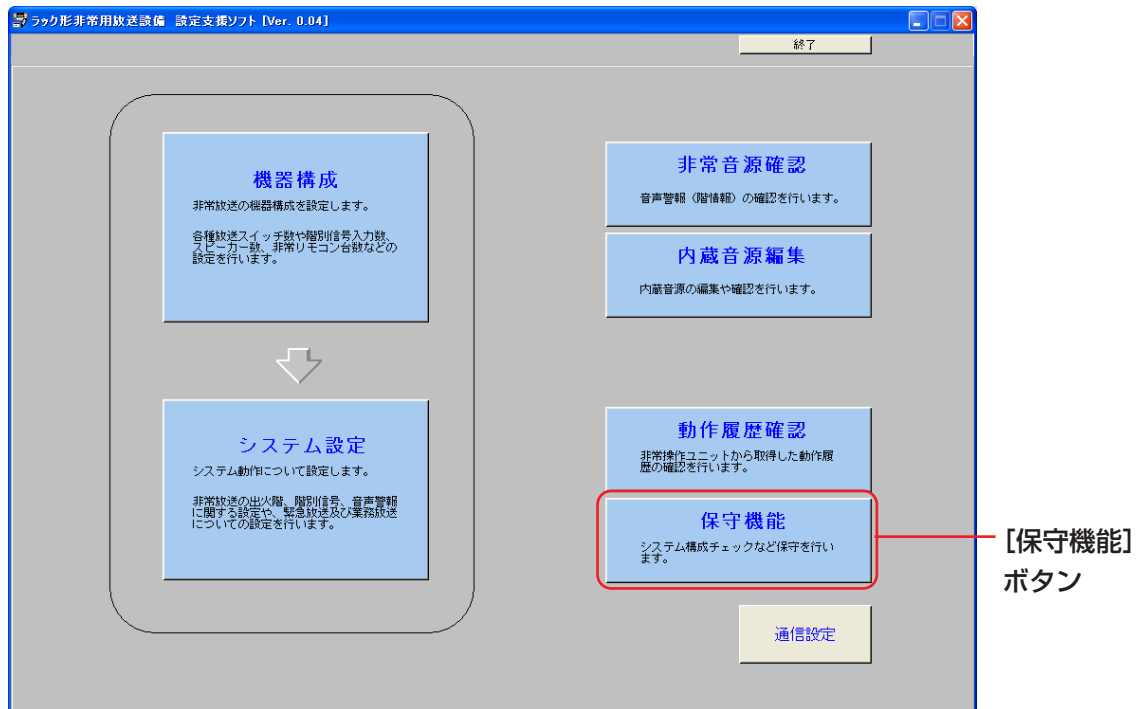 ラック形非常用放送設備 設定支援ソフト [Ver. 0.04]
終了
機器構成
非常放送の機器構成を設定します。
各種放送スイッチ数や階別信号入力数、
スピーカー数、非常リモコン台数などの
設定を行います。
システム設定
システム動作について設定します。
非常放送の出火階、階別信号、音声警報
に関する設定や、緊急放送及び業務放送
についての設定を行います。
非常音源確認
音声警報（階情報）の確認を行います。
内蔵音源編集
内蔵音源の編集や確認を行います。
動作履歴確認
非常操作ユニットから取得した動作履
歴の確認を行います。
保守機能
システム構成チェックなど保守を行い
ます。
通信設定
[保守機能]
ボタン